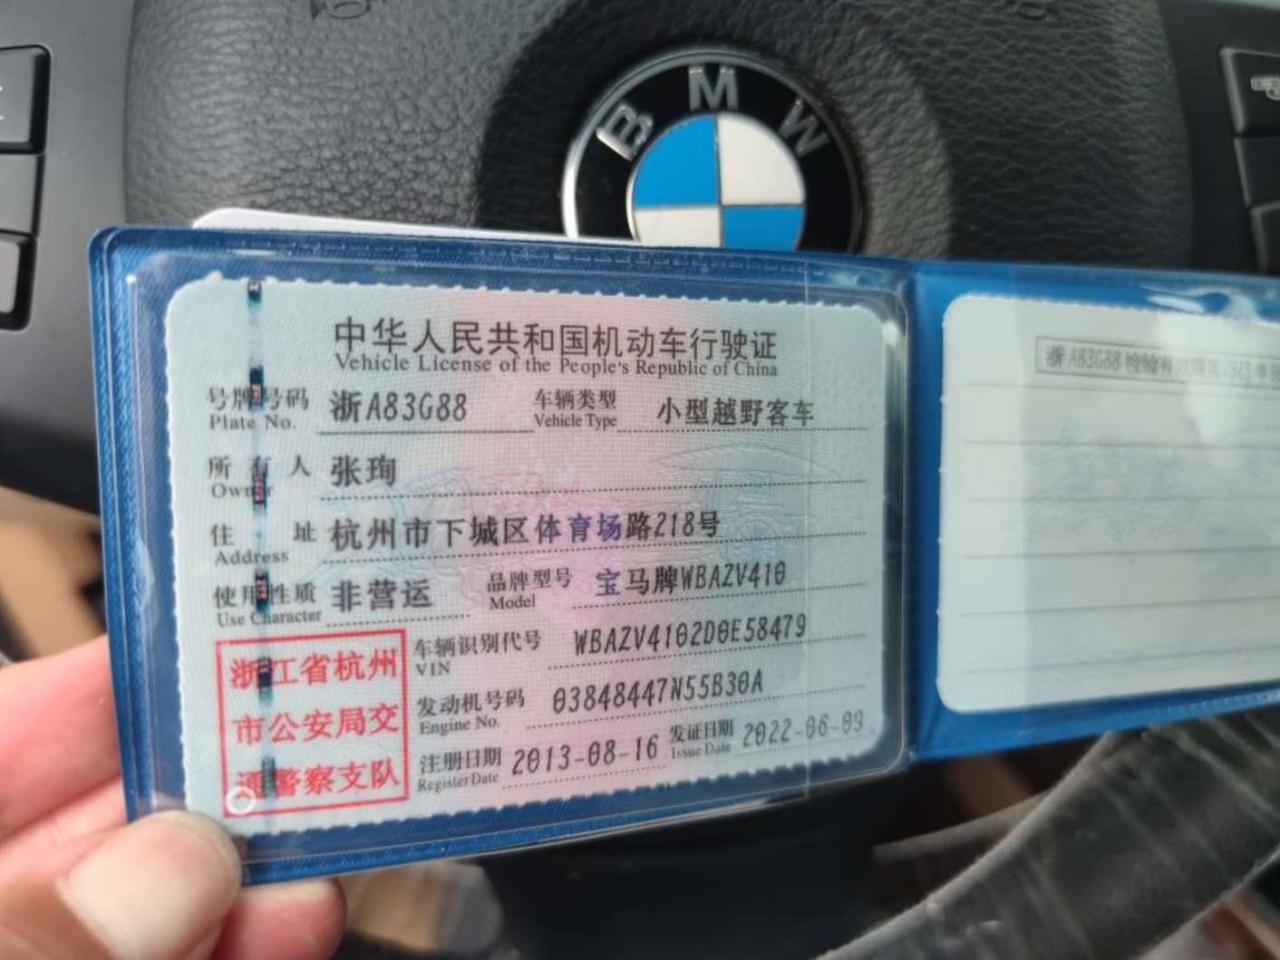 BMW
中华人民共和国机动车行驶证
Vehicle License of the People's Republic of China
号牌号码 浙A83G88 车辆类型 小型越野客车
Plate No. Vehicle Type
所有人 张珣
Owner
住址 杭州市下城区体育场路218号
Address
使用性质 非营运 品牌型号 宝马牌WBAZV410
Use Character Model
车辆识别代号 WBAZV4102D0E58479
VIN
发动机号码 03848447N55B30A
Engine No.
注册日期 2013-08-16 发证日期 2022-06-09
Register Date Issue Date
浙江省杭州
市公安局交
通警察支队
浙A83G88